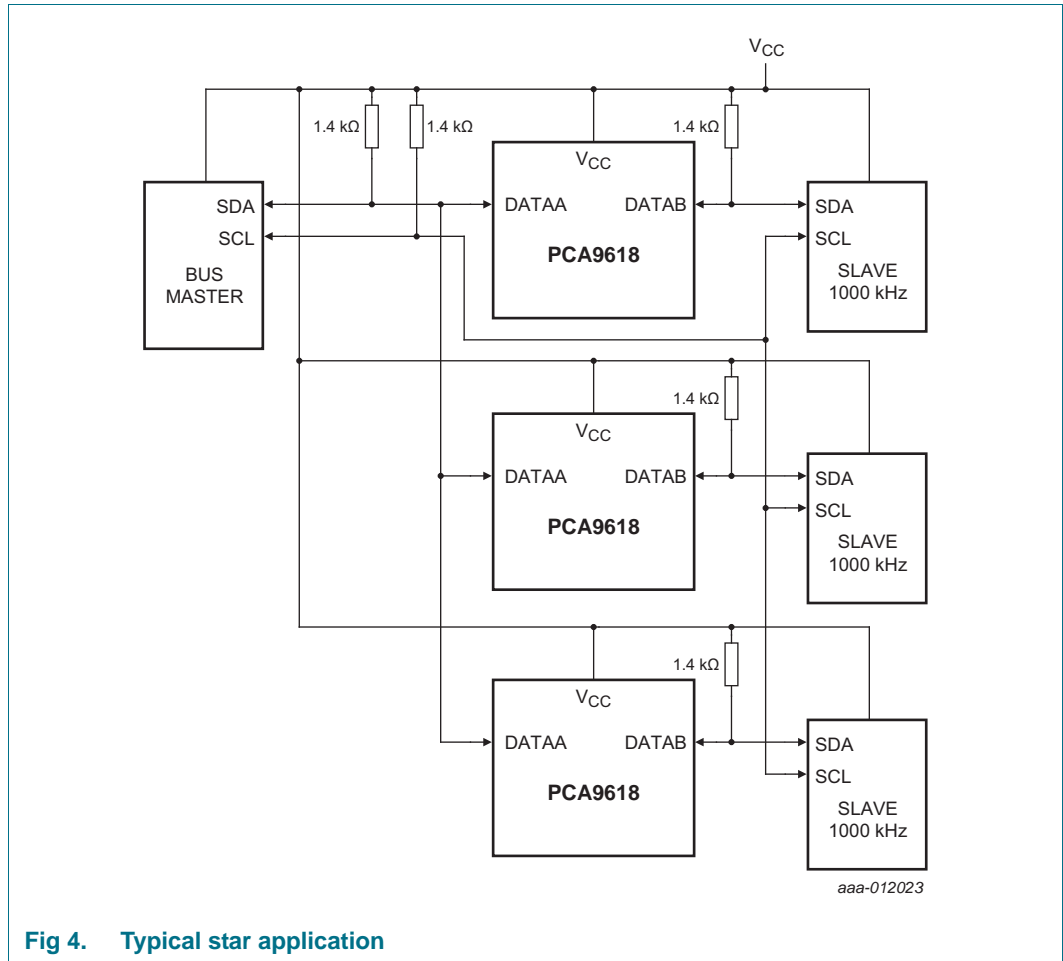 VCC
1.4 kΩ
1.4 kΩ
1.4 kΩ
VCC
SDA
SCL
BUS
MASTER
DATAA
DATAB
PCA9618
SDA
SCL
SLAVE
1000 kHz
1.4 kΩ
VCC
DATAA
DATAB
PCA9618
SDA
SCL
SLAVE
1000 kHz
1.4 kΩ
VCC
DATAA
DATAB
PCA9618
SDA
SCL
SLAVE
1000 kHz
aaa-012023
Fig 4. Typical star application